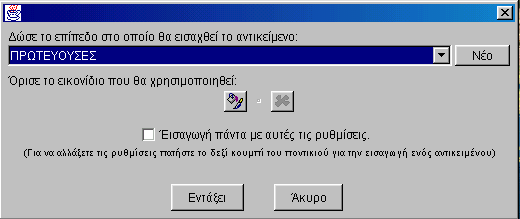 Δώσε το επίπεδο στο οποίο θα εισαχθεί το αντικείμενο:
ΠΡΩΤΕΥΟΥΣΕΣ
Νέο
Όρισε το εικονίδιο που θα χρησιμοποιηθεί:
Εισαγωγή πάντα με αυτές τις ρυθμίσεις.
(Για να αλλάξετε τις ρυθμίσεις πατήστε το δεξί κουμπί του ποντικιού για την εισαγωγή ενός αντικειμένου)
Εντάξει
Άκυρο